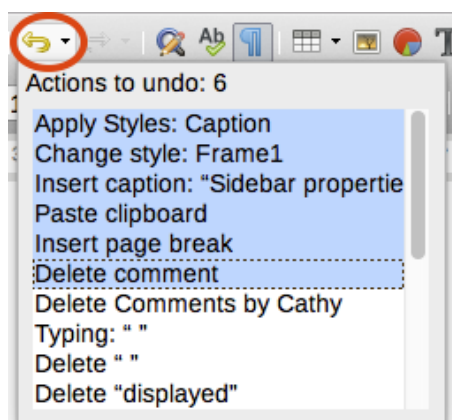 Actions to undo: 6
Apply Styles: Caption
Change style: Frame1
Insert caption: “Sidebar propertie
Paste clipboard
Insert page break
Delete comment
Delete Comments by Cathy
Typing: “ ”
Delete “ ”
Delete “displayed"